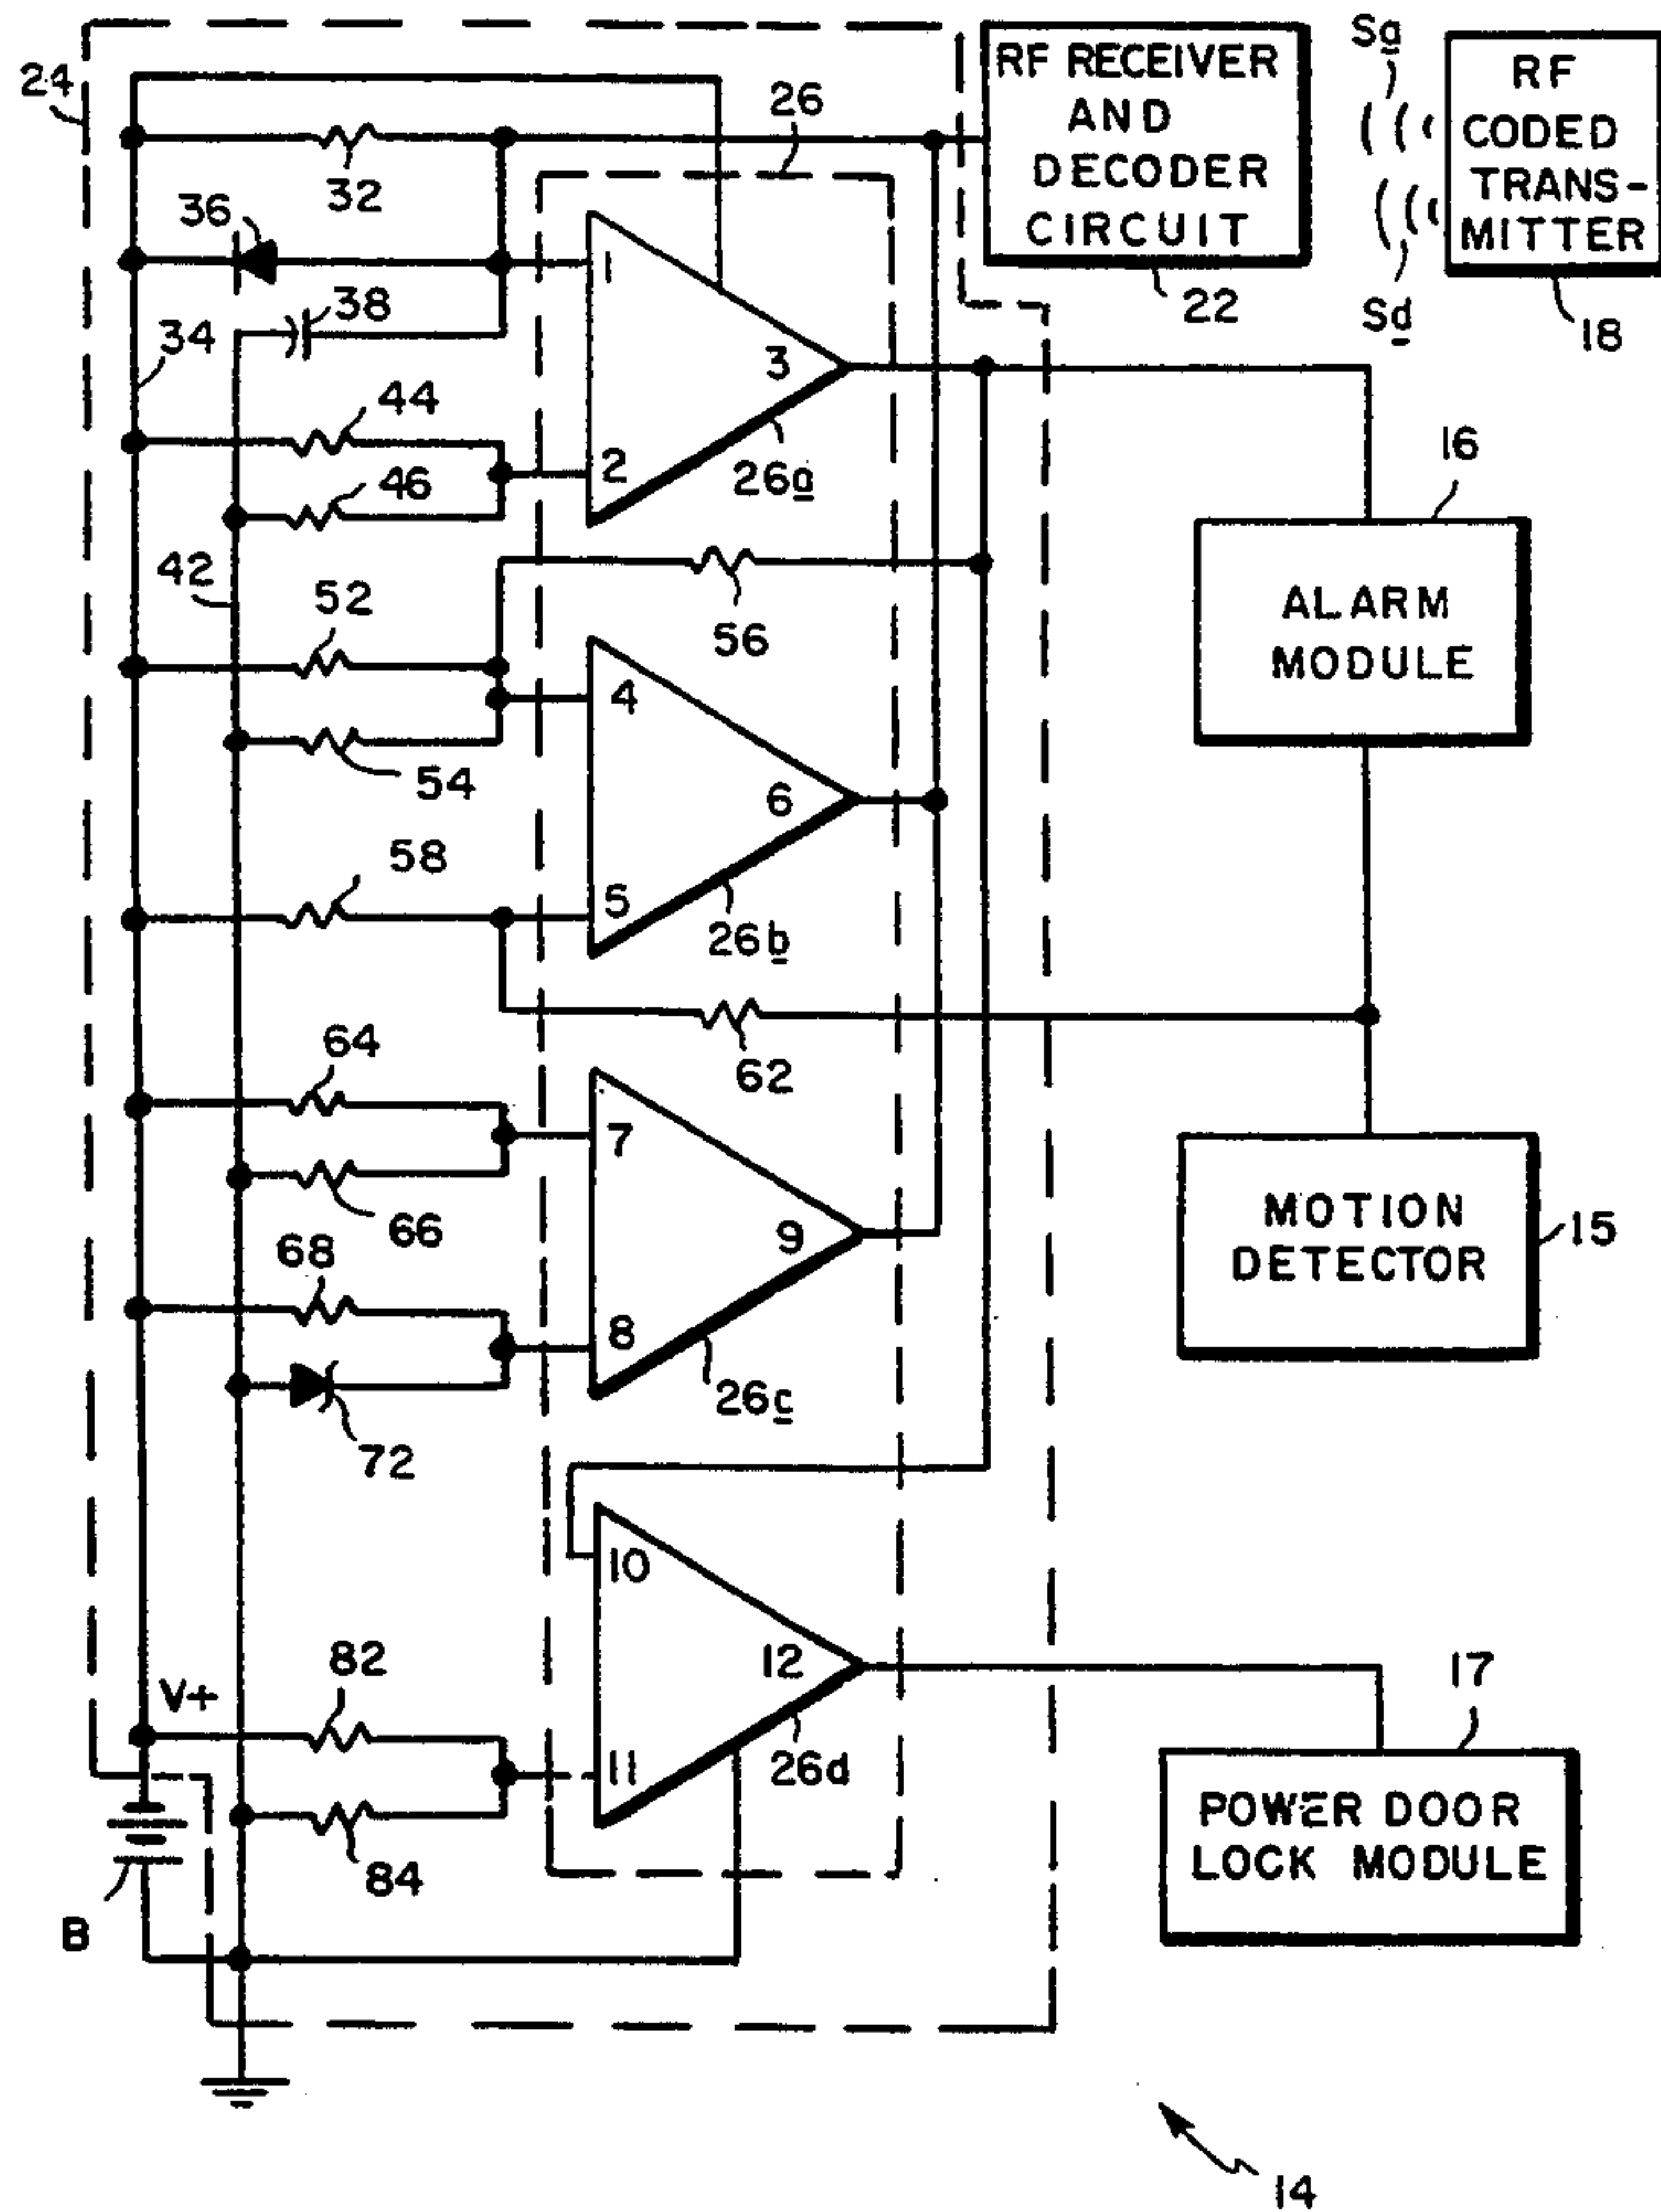 24
26
RF RECEIVER
AND
DECODER
CIRCUIT
22
Sa
Sd
RF
CODED
TRANS-
MITTER
18
32
36
38
34
1
2
3
26a
44
46
42
16
ALARM
MODULE
52
54
56
4
5
6
26b
58
62
64
66
7
8
9
26c
68
72
MOTION
DETECTOR
15
10
11
12
26d
82
V+
84
B
17
POWER DOOR
LOCK MODULE
14